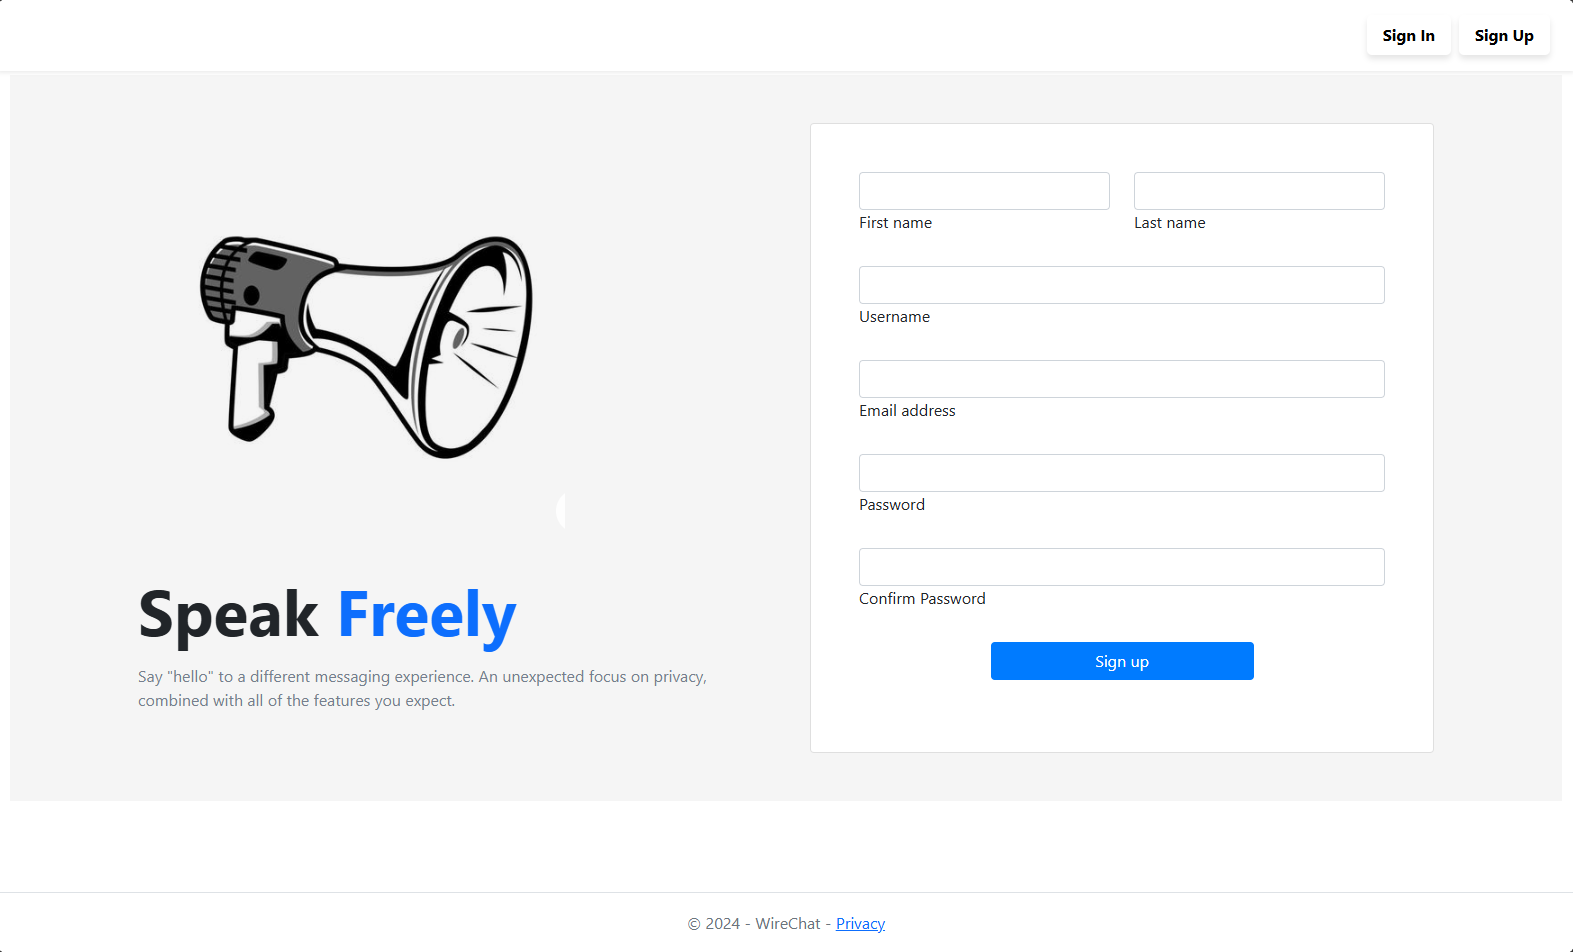 Sign In
Sign Up
Speak Freely
Say "hello" to a different messaging experience. An unexpected focus on privacy,
combined with all of the features you expect.
First name
Last name
Username
Email address
Password
Confirm Password
Sign up
© 2024 - WireChat - Privacy